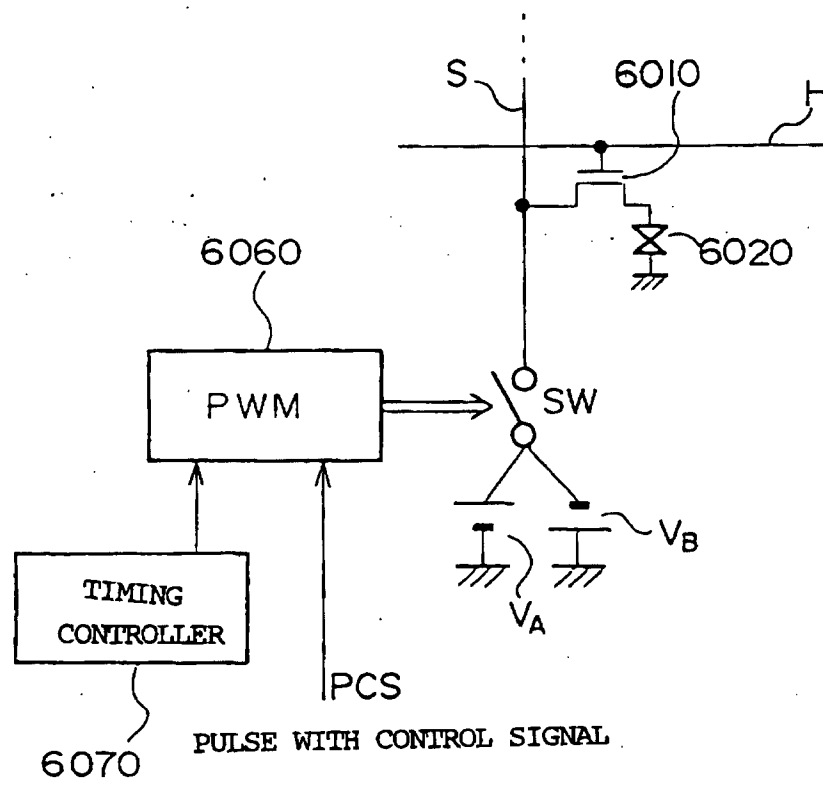 S
6010
H
6020
6060
PWM
SW
VB
VA
TIMING
CONTROLLER
PCS
PULSE WITH CONTROL SIGNAL
6070